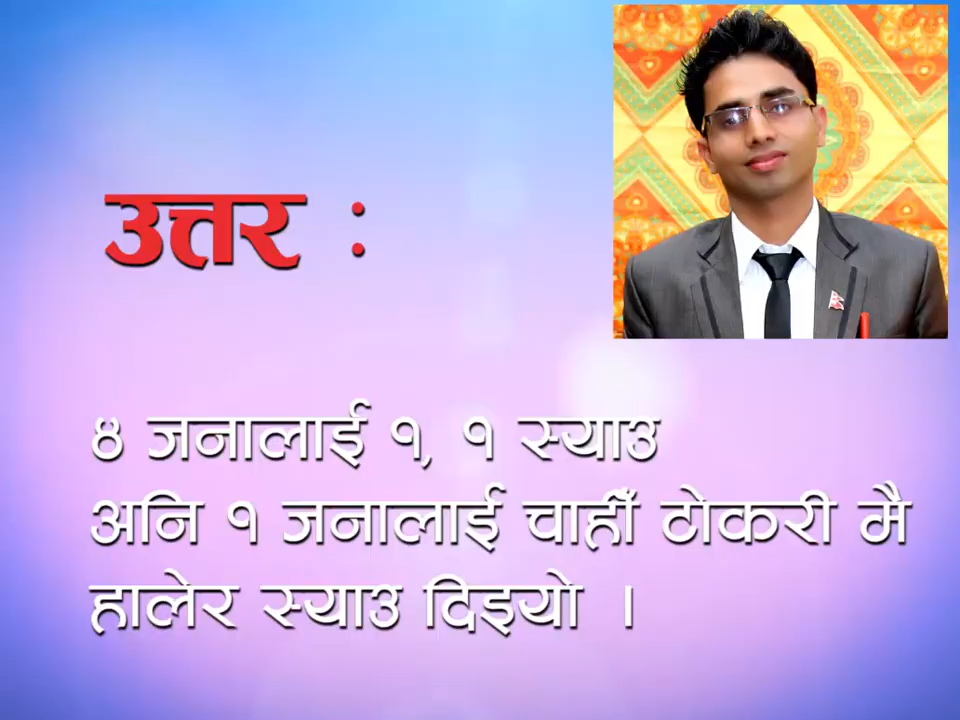 उत्तर :
४ जनालाई १, १ स्याउ
अनि १ जनालाई चाहीँ ठोकरी मै
हालेर स्याउ दिइयो ।